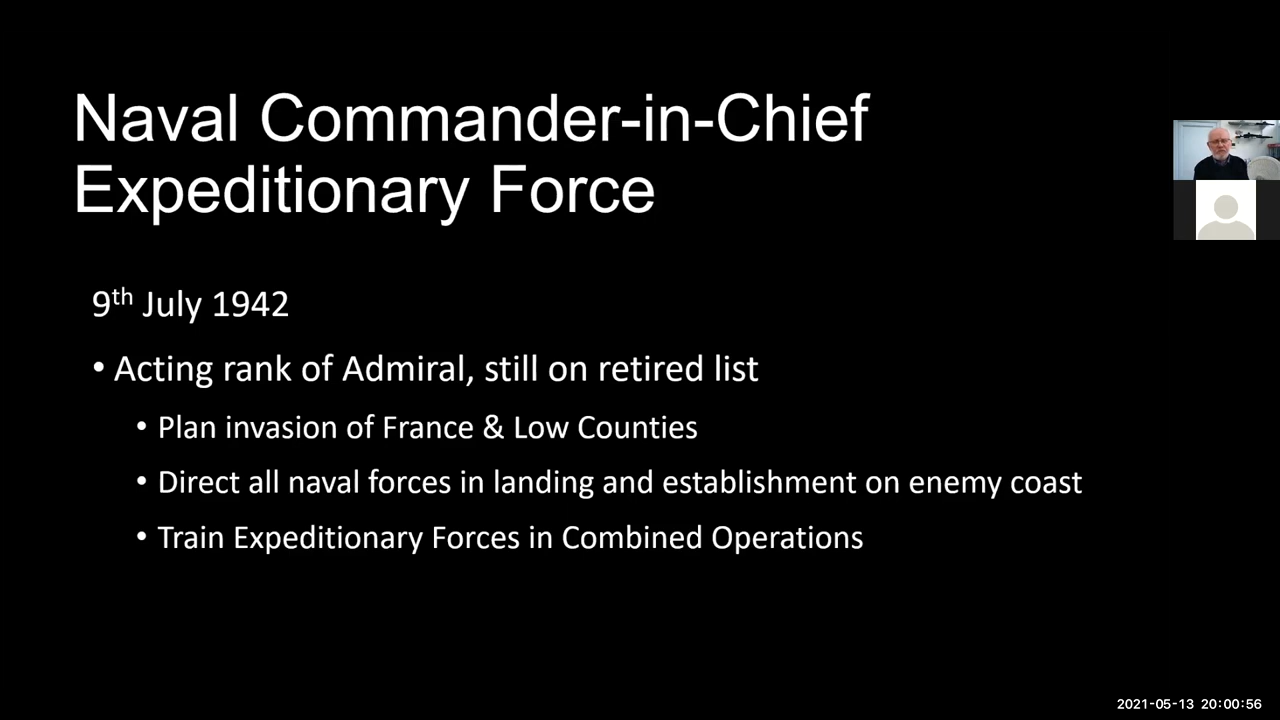 Naval Commander-in-Chief
Expeditionary Force
9th July 1942
• Acting rank of Admiral, still on retired list
• Plan invasion of France & Low Counties
• Direct all naval forces in landing and establishment on enemy coast
• Train Expeditionary Forces in Combined Operations
2021-05-13 20:00:56